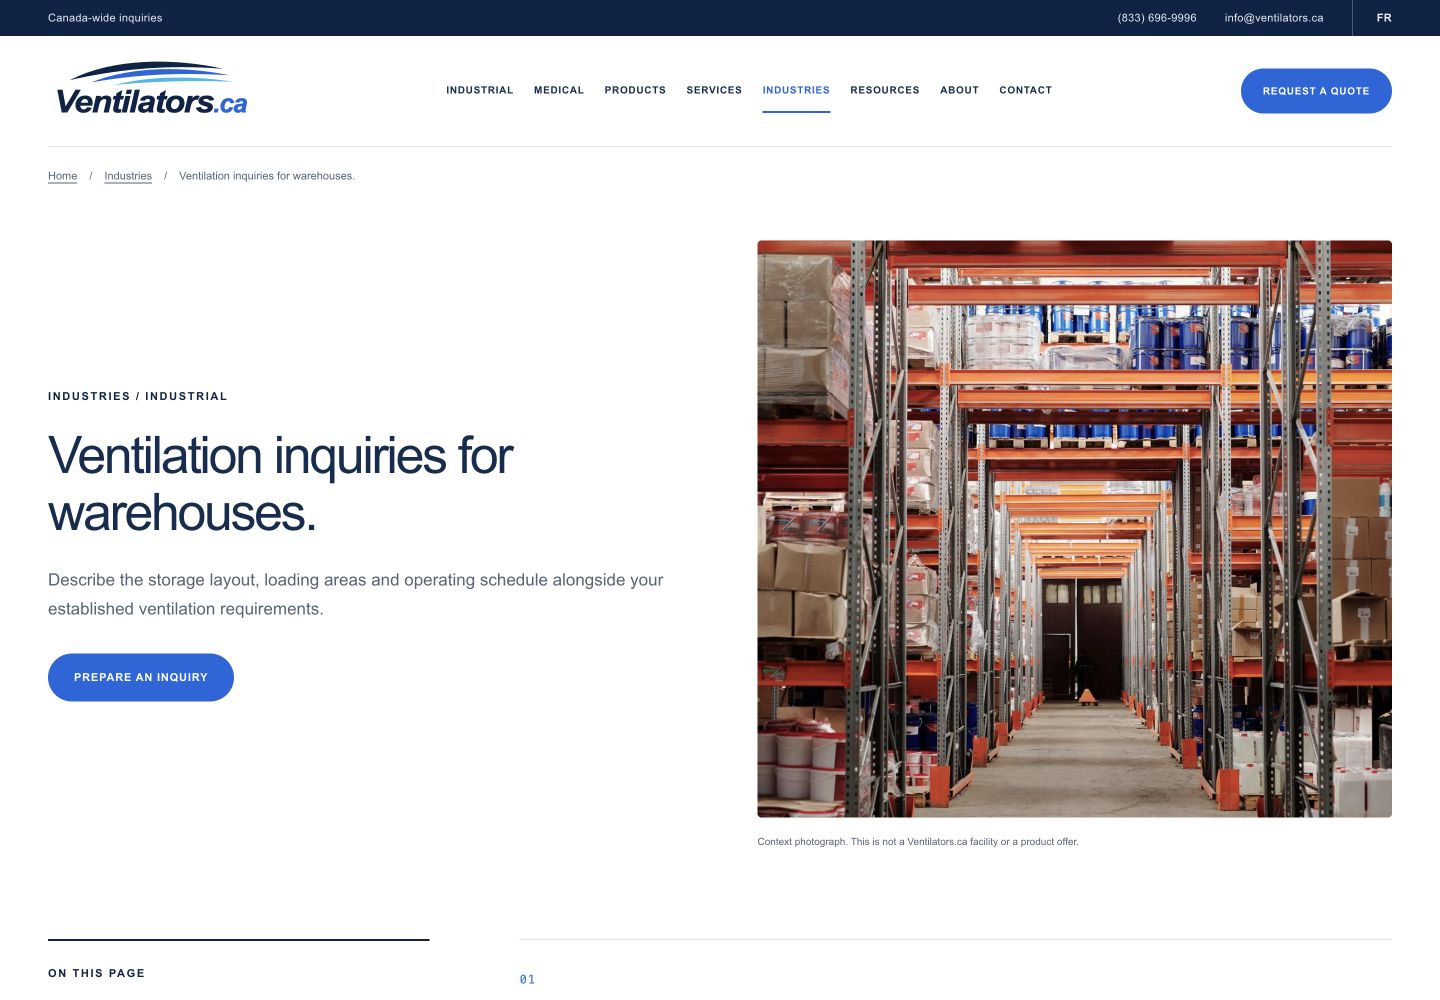 Canada-wide inquiries
(833) 696-9996
info@ventilators.ca
FR
Ventilators.ca
INDUSTRIAL
MEDICAL
PRODUCTS
SERVICES
INDUSTRIES
RESOURCES
ABOUT
CONTACT
REQUEST A QUOTE
Home / Industries / Ventilation inquiries for warehouses.
INDUSTRIES / INDUSTRIAL
Ventilation inquiries for
warehouses.
Describe the storage layout, loading areas and operating schedule alongside your
established ventilation requirements.
PREPARE AN INQUIRY
Context photograph. This is not a Ventilators.ca facility or a product offer.
ON THIS PAGE
01